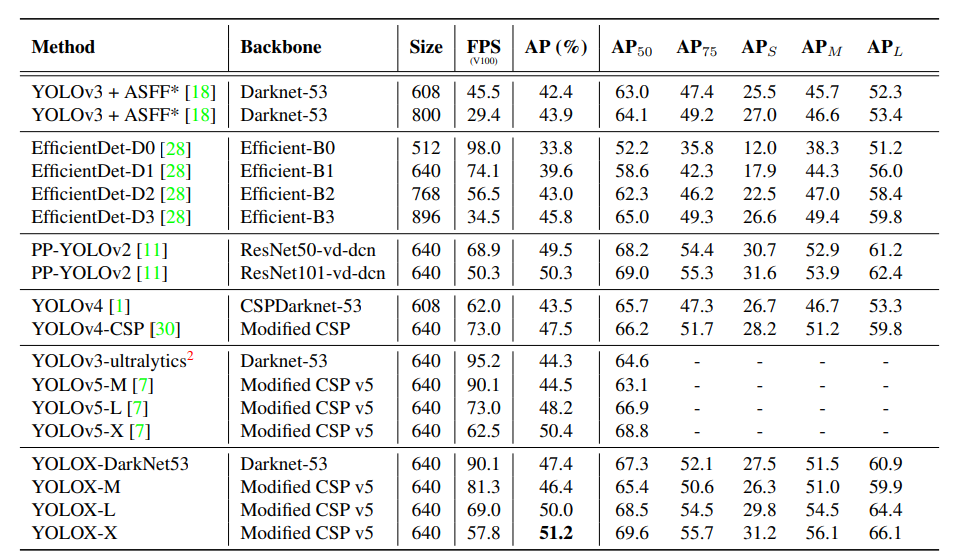 Method Backbone Size FPS (V100) AP (%) AP50 AP75 APS APM APL
YOLOv3 + ASFF* [18] Darknet-53 608 45.5 42.4 63.0 47.4 25.5 45.7 52.3
YOLOv3 + ASFF* [18] Darknet-53 800 29.4 43.9 64.1 49.2 27.0 46.6 53.4
EfficientDet-D0 [28] Efficient-B0 512 98.0 33.8 52.2 35.8 12.0 38.3 51.2
EfficientDet-D1 [28] Efficient-B1 640 74.1 39.6 58.6 42.3 17.9 44.3 56.0
EfficientDet-D2 [28] Efficient-B2 768 56.5 43.0 62.3 46.2 22.5 47.0 58.4
EfficientDet-D3 [28] Efficient-B3 896 34.5 45.8 65.0 49.3 26.6 49.4 59.8
PP-YOLOv2 [11] ResNet50-vd-dcn 640 68.9 49.5 68.2 54.4 30.7 52.9 61.2
PP-YOLOv2 [11] ResNet101-vd-dcn 640 50.3 50.3 69.0 55.3 31.6 53.9 62.4
YOLOv4 [1] CSPDarknet-53 608 62.0 43.5 65.7 47.3 26.7 46.7 53.3
YOLOv4-CSP [30] Modified CSP 640 73.0 47.5 66.2 51.7 28.2 51.2 59.8
YOLOv3-ultralytics2 Darknet-53 640 95.2 44.3 64.6 - - - -
YOLOv5-M [7] Modified CSP v5 640 90.1 44.5 63.1 - - - -
YOLOv5-L [7] Modified CSP v5 640 73.0 48.2 66.9 - - - -
YOLOv5-X [7] Modified CSP v5 640 62.5 50.4 68.8 - - - -
YOLOX-DarkNet53 Darknet-53 640 90.1 47.4 67.3 52.1 27.5 51.5 60.9
YOLOX-M Modified CSP v5 640 81.3 46.4 65.4 50.6 26.3 51.0 59.9
YOLOX-L Modified CSP v5 640 69.0 50.0 68.5 54.5 29.8 54.5 64.4
YOLOX-X Modified CSP v5 640 57.8 51.2 69.6 55.7 31.2 56.1 66.1